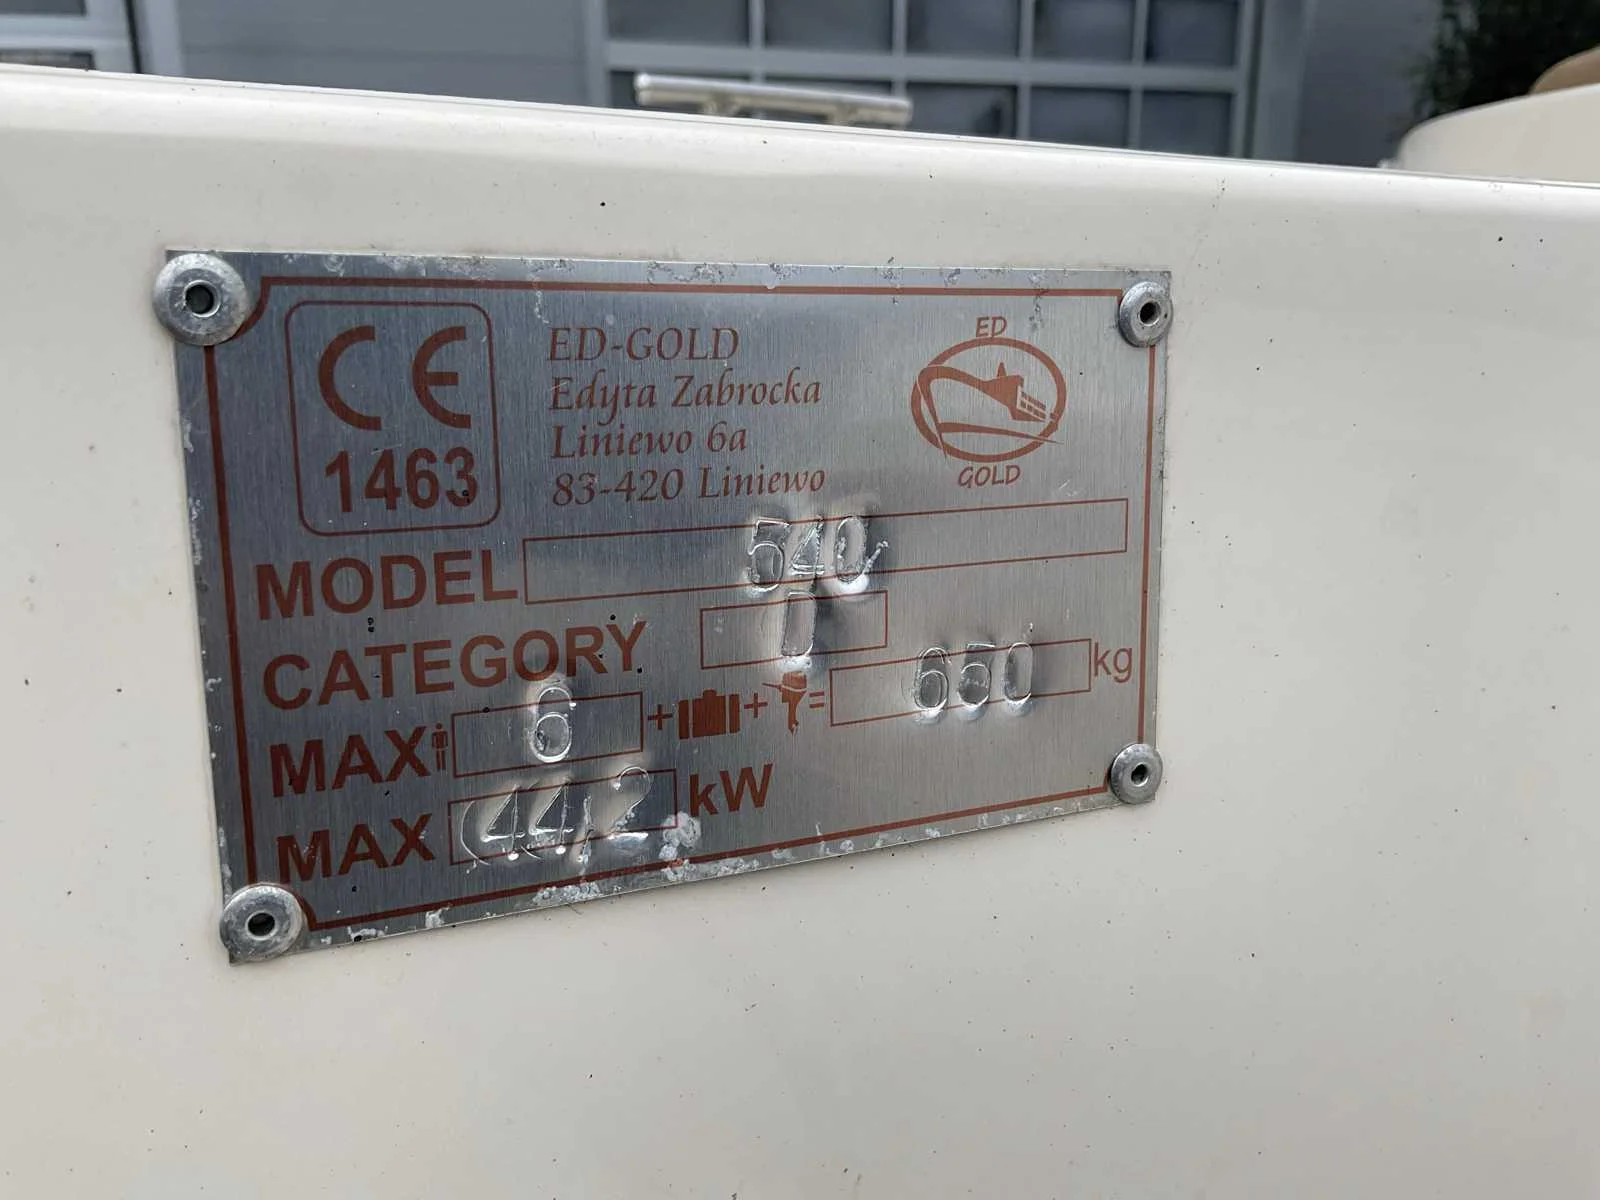 CE
1463
ED-GOLD
Edyta Zabrocka
Liniewo 6a
83-420 Liniewo
ED
GOLD
MODEL 540
CATEGORY D
MAX 6 + + = 650 kg
MAX 44,2 kW